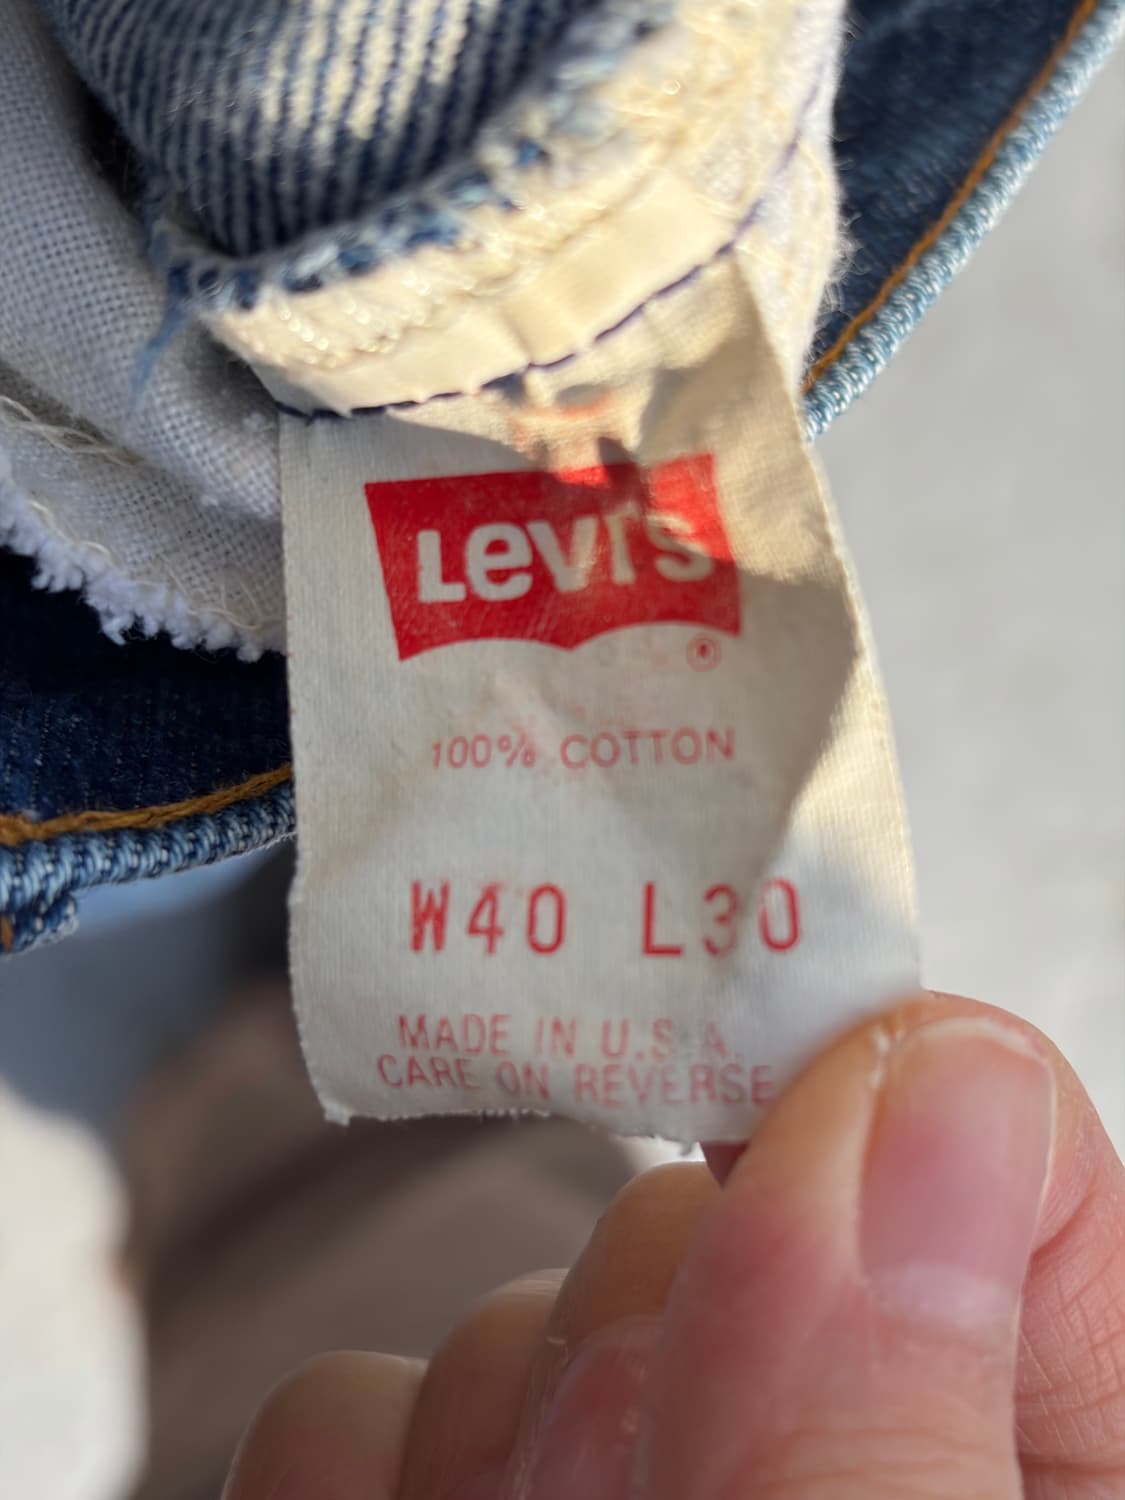 Levi's
®
100% COTTON
W40 L30
MADE IN U.S.A.
CARE ON REVERSE